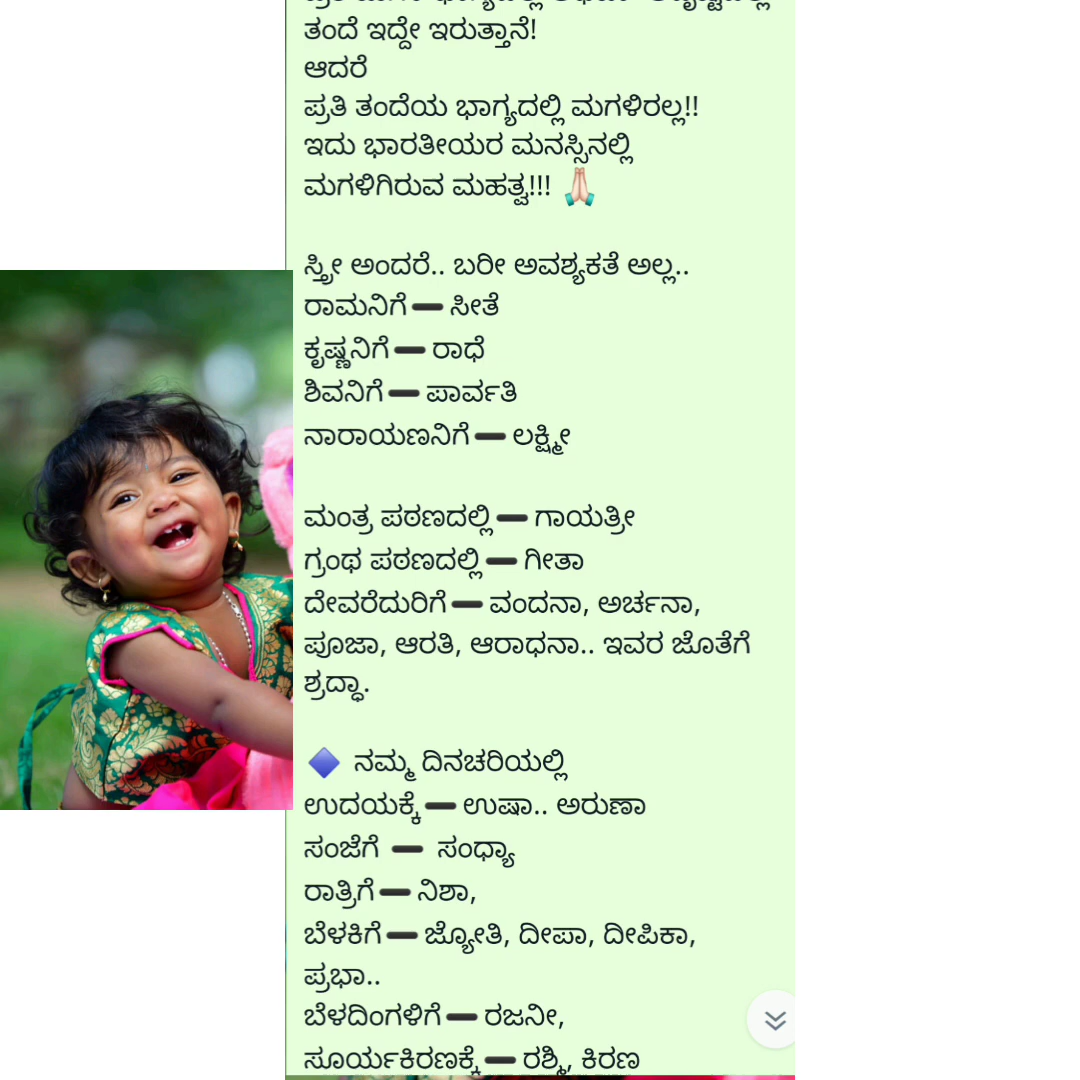 ತಂದೆ ಇದ್ದೇ ಇರುತ್ತಾನೆ!
ಆದರೆ
ಪ್ರತಿ ತಂದೆಯ ಭಾಗ್ಯದಲ್ಲಿ ಮಗಳಿರಲ್ಲ!!
ಇದು ಭಾರತೀಯರ ಮನಸ್ಸಿನಲ್ಲಿ
ಮಗಳಿಗಿರುವ ಮಹತ್ವ!!! 🙏🏻
ಸ್ತ್ರೀ ಅಂದರೆ.. ಬರೀ ಅವಶ್ಯಕತೆ ಅಲ್ಲ..
ರಾಮನಿಗೆ➖ಸೀತೆ
ಕೃಷ್ಣನಿಗೆ➖ರಾಧೆ
ಶಿವನಿಗೆ➖ಪಾರ್ವತಿ
ನಾರಾಯಣನಿಗೆ➖ಲಕ್ಷ್ಮೀ
ಮಂತ್ರ ಪಠಣದಲ್ಲಿ➖ಗಾಯತ್ರೀ
ಗ್ರಂಥ ಪಠಣದಲ್ಲಿ➖ಗೀತಾ
ದೇವರೆದುರಿಗೆ➖ವಂದನಾ, ಅರ್ಚನಾ,
ಪೂಜಾ, ಆರತಿ, ಆರಾಧನಾ.. ಇವರ ಜೊತೆಗೆ
ಶ್ರದ್ಧಾ.
🔷 ನಮ್ಮ ದಿನಚರಿಯಲ್ಲಿ
ಉದಯಕ್ಕೆ➖ಉಷಾ.. ಅರುಣಾ
ಸಂಜೆಗೆ ➖ ಸಂಧ್ಯಾ
ರಾತ್ರಿಗೆ➖ನಿಶಾ,
ಬೆಳಕಿಗೆ➖ಜ್ಯೋತಿ, ದೀಪಾ, ದೀಪಿಕಾ,
ಪ್ರಭಾ..
ಬೆಳದಿಂಗಳಿಗೆ➖ರಜನೀ,
ಸೂರ್ಯಕಿರಣಕ್ಕೆ➖ರಶ್ಮಿ, ಕಿರಣ